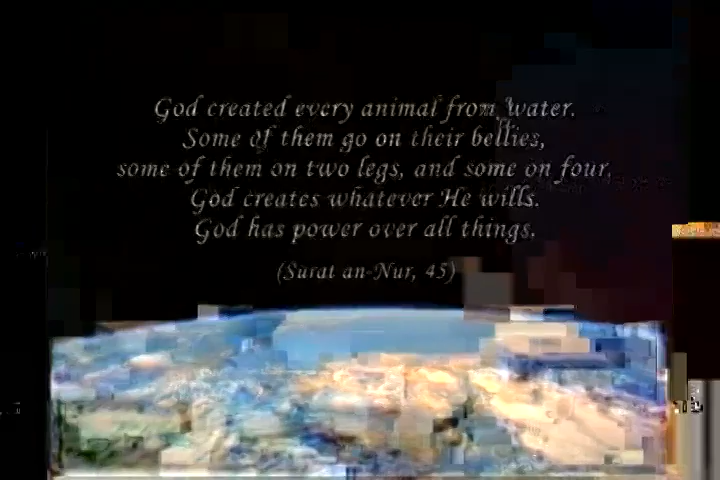 God created every animal from water.
Some of them go on their bellies,
some of them on two legs, and some on four.
God creates whatever He wills.
God has power over all things.
(Surat an-Nur, 45)